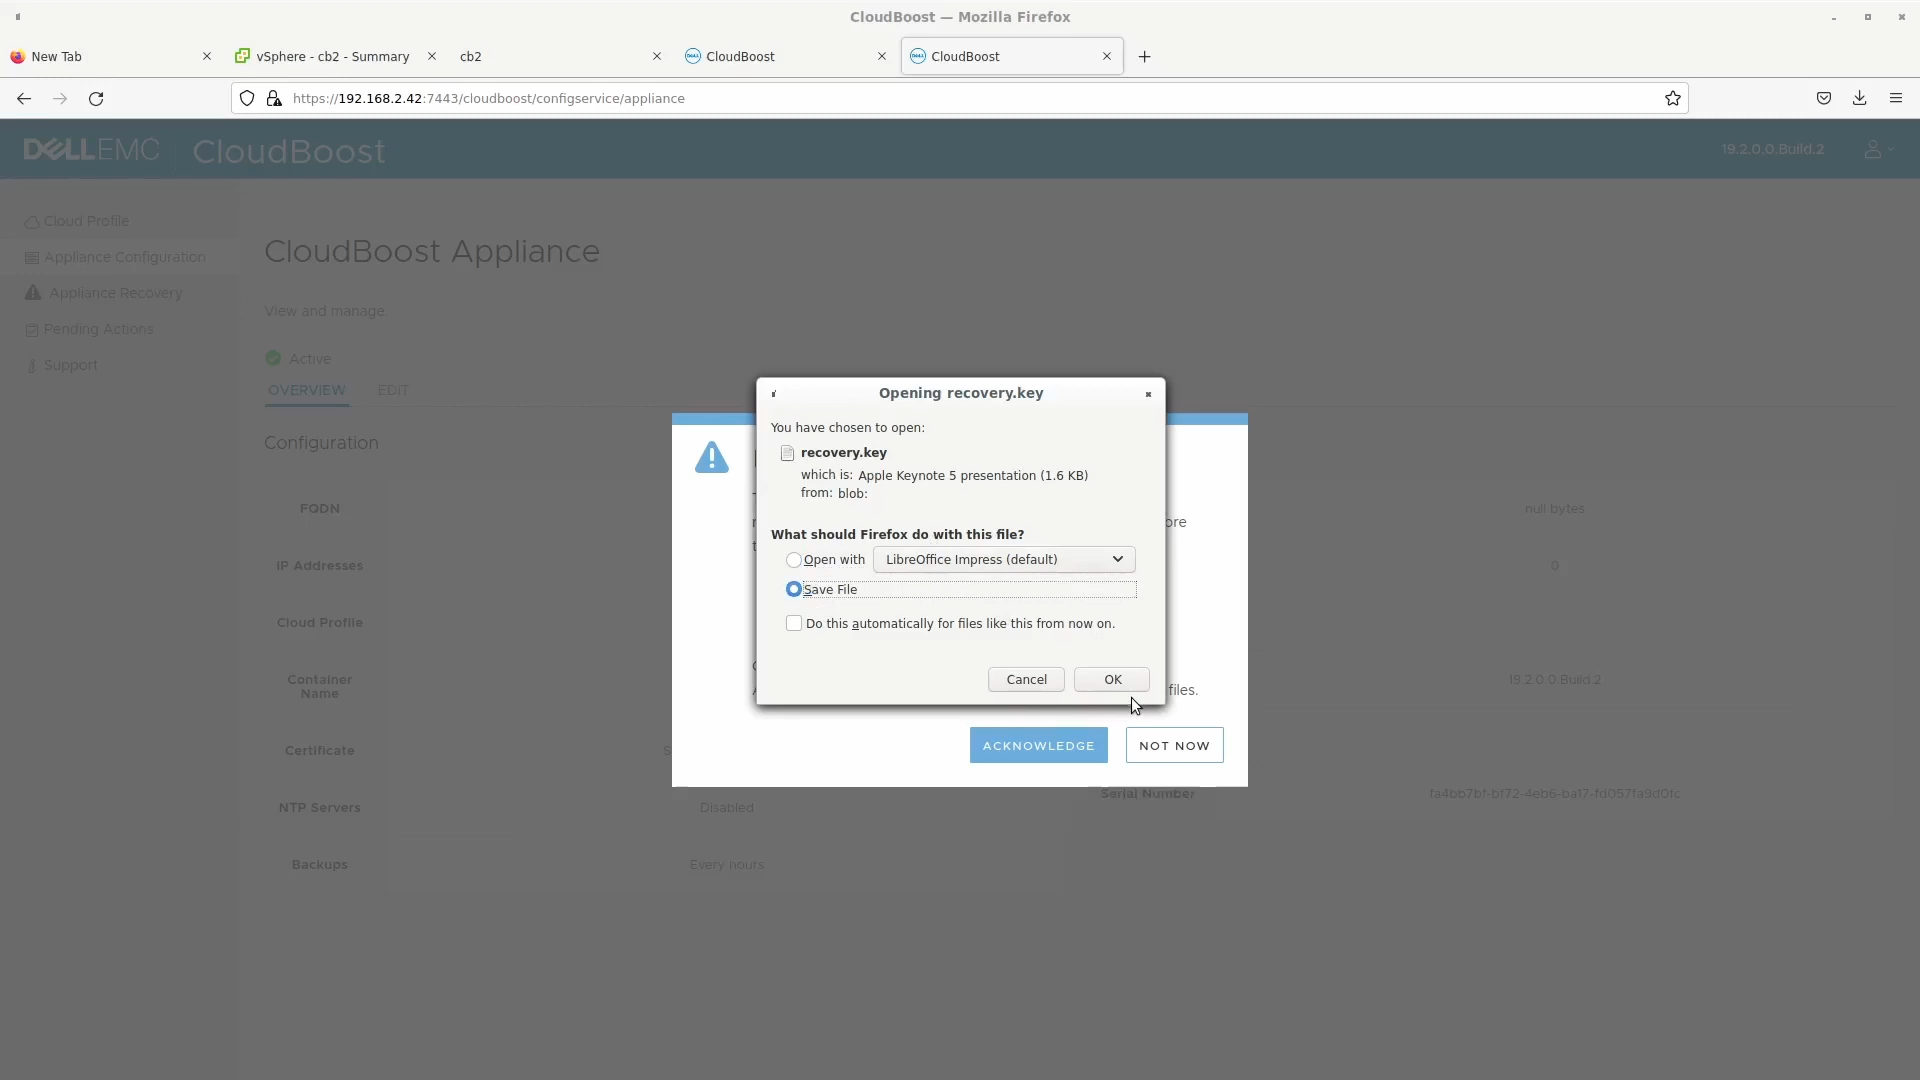 CloudBoost — Mozilla Firefox
New Tab
vSphere - cb2 - Summary
cb2
CloudBoost
CloudBoost
https://192.168.2.42:7443/cloudboost/configservice/appliance
DELLEMC
CloudBoost
19.2.0.0.Build.2
Cloud Profile
Appliance Configuration
Appliance Recovery
Pending Actions
Support
CloudBoost Appliance
View and manage.
Active
OVERVIEW
EDIT
Configuration
FQDN
null bytes
IP Addresses
0
Cloud Profile
Container
Name
19.2.0.0.Build.2
Certificate
NTP Servers
Disabled
Serial Number
fa4bb7bf-bf72-4eb6-ba17-fd057fa9d0fc
Backups
Every hours
Opening recovery.key
You have chosen to open:
recovery.key
which is: Apple Keynote 5 presentation (1.6 KB)
from: blob:
What should Firefox do with this file?
Open with
LibreOffice Impress (default)
Save File
Do this automatically for files like this from now on.
Cancel
OK
files.
ACKNOWLEDGE
NOT NOW